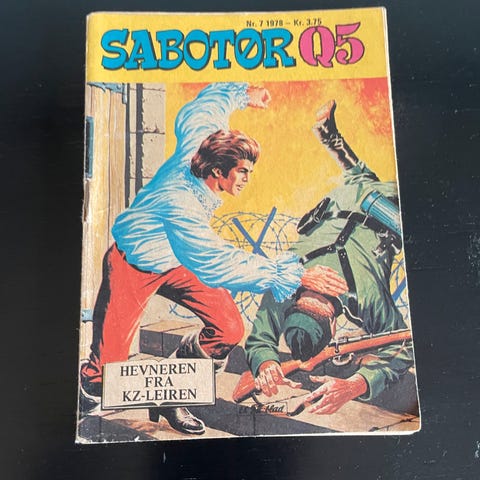 Nr. 7 1978 – Kr. 3.75
SABOTØR Q5
HEVNEREN
FRA
KZ-LEIREN